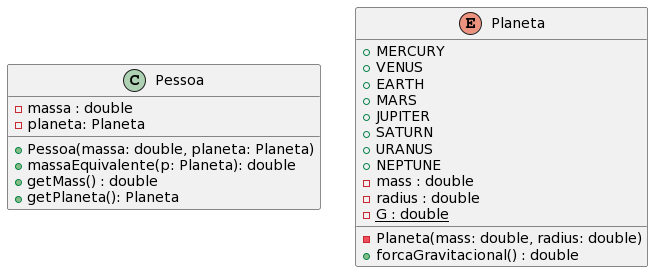 C Pessoa
massa : double
planeta: Planeta
Pessoa(massa: double, planeta: Planeta)
massaEquivalente(p: Planeta): double
getMass() : double
getPlaneta(): Planeta
E Planeta
MERCURY
VENUS
EARTH
MARS
JUPITER
SATURN
URANUS
NEPTUNE
mass : double
radius : double
G : double
Planeta(mass: double, radius: double)
forcaGravitacional() : double